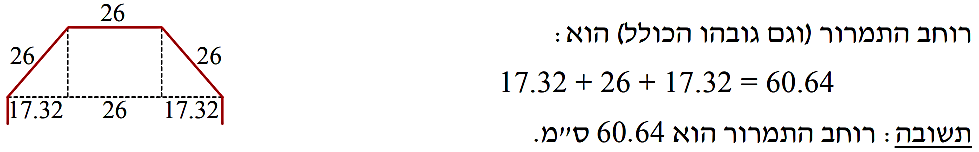 26
26
26
17.32
26
17.32
רוחב התמרור (וגם גובהו הכולל) הוא:
17.32 + 26 + 17.32 = 60.64
תשובה: רוחב התמרור הוא 60.64 ס״מ.